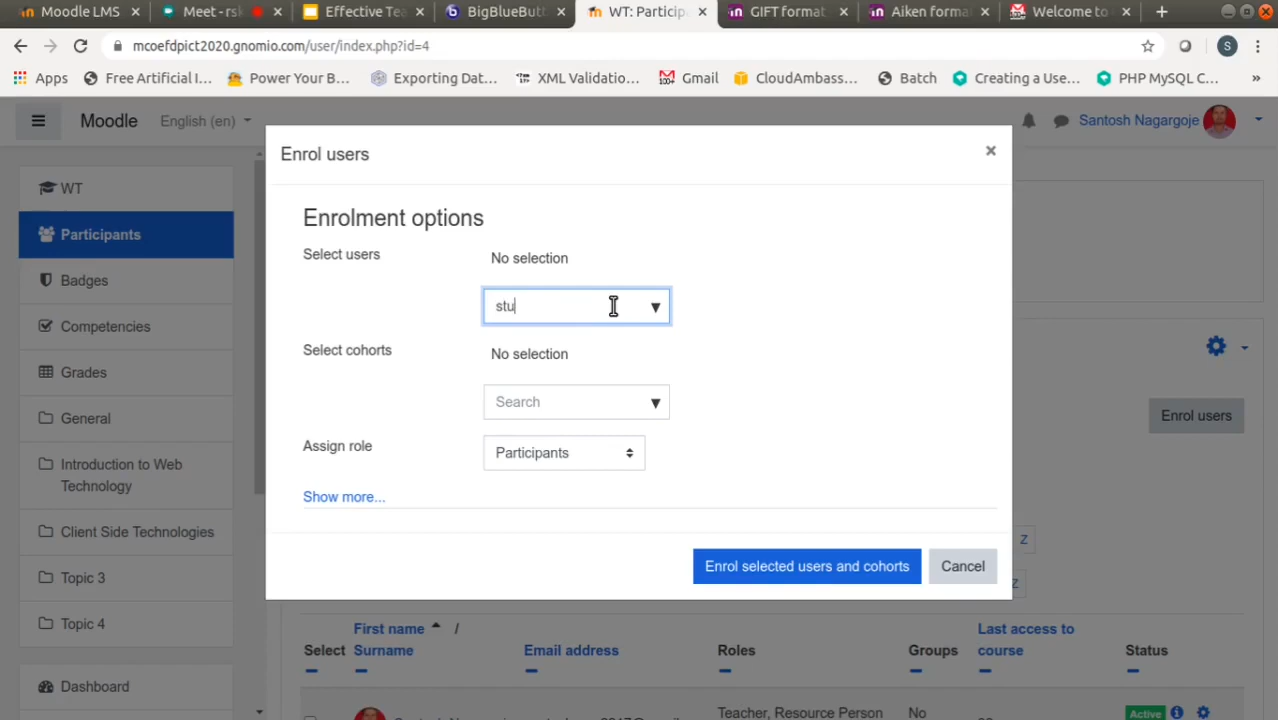 Moodle LMS
Meet - rsk
Effective Tea
BigBlueButt
WT: Particip
GIFT format
Aiken forma
Welcome to
mcoefdpict2020.gnomio.com/user/index.php?id=4
S
Apps
Free Artificial I...
Power Your B...
Exporting Dat...
XML Validatio...
Gmail
CloudAmbass...
Batch
Creating a Use...
PHP MySQL C...
»
Moodle
English (en)
Santosh Nagargoje
Enrol users
×
WT
Participants
Badges
Competencies
Grades
General
Introduction to Web
Technology
Client Side Technologies
Topic 3
Topic 4
Dashboard
Enrolment options
Select users
No selection
stu
Select cohorts
No selection
Search
Assign role
Participants
Show more...
Enrol selected users and cohorts
Cancel
Enrol users
Z
Z
First name /
Last access to
Select Surname Email address Roles Groups course Status
Teacher, Resource Person
No
Active